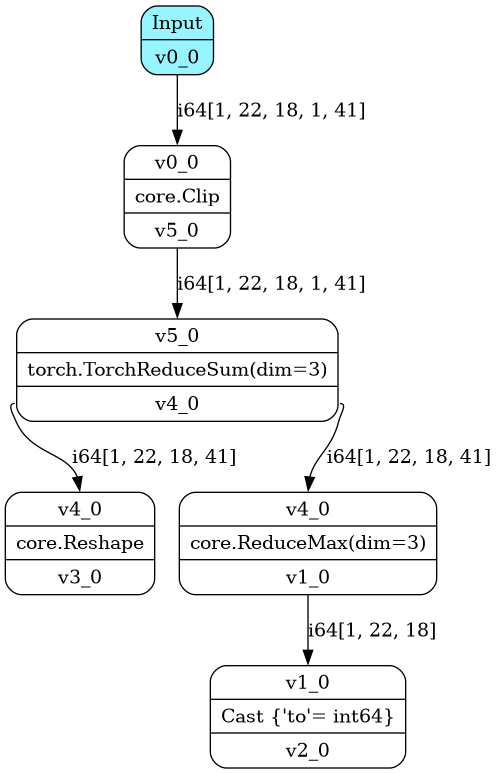 Input
v0_0
i64[1, 22, 18, 1, 41]
v0_0
core.Clip
v5_0
i64[1, 22, 18, 1, 41]
v5_0
torch.TorchReduceSum(dim=3)
v4_0
i64[1, 22, 18, 41]
i64[1, 22, 18, 41]
v4_0
core.Reshape
v3_0
v4_0
core.ReduceMax(dim=3)
v1_0
i64[1, 22, 18]
v1_0
Cast {'to'= int64}
v2_0